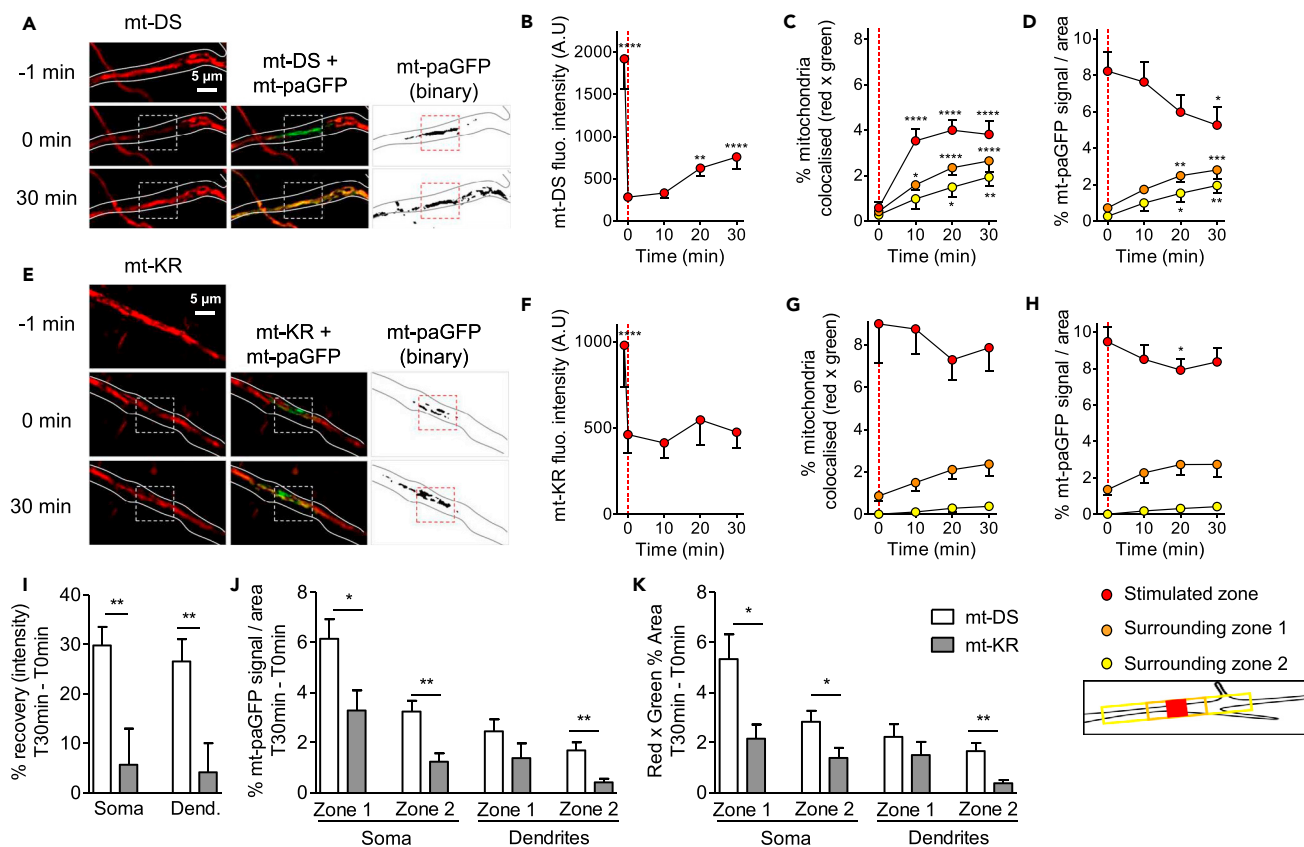 A
mt-DS
-1 min
5 µm
mt-DS +
mt-paGFP
mt-paGFP
(binary)
0 min
30 min
B
mt-DS fluo. intensity (A.U)
2000
1500
1000
500
0
****
**
****
0 10 20 30
Time (min)
C
% mitochondria
colocalised (red x green)
8
6
4
2
0
**** **** ****
* **** ****
* **
0 10 20 30
Time (min)
D
% mt-paGFP signal / area
10
8
6
4
2
0
*
** ***
* **
0 10 20 30
Time (min)
E
mt-KR
-1 min
5 µm
mt-KR +
mt-paGFP
mt-paGFP
(binary)
0 min
30 min
F
mt-KR fluo. intensity (A.U)
1000
500
0
****
0 10 20 30
Time (min)
G
% mitochondria
colocalised (red x green)
8
6
4
2
0
0 10 20 30
Time (min)
H
% mt-paGFP signal / area
10
8
6
4
2
0
*
0 10 20 30
Time (min)
I
% recovery (intensity)
T30min - T0min
40
30
20
10
0
** **
Soma Dend.
J
% mt-paGFP signal / area
T30min - T0min
8
6
4
2
0
* ** **
Zone 1 Zone 2 Zone 1 Zone 2
Soma Dendrites
K
Red x Green % Area
T30min - T0min
8
6
4
2
0
* * **
Zone 1 Zone 2 Zone 1 Zone 2
Soma Dendrites
mt-DS
mt-KR
Stimulated zone
Surrounding zone 1
Surrounding zone 2